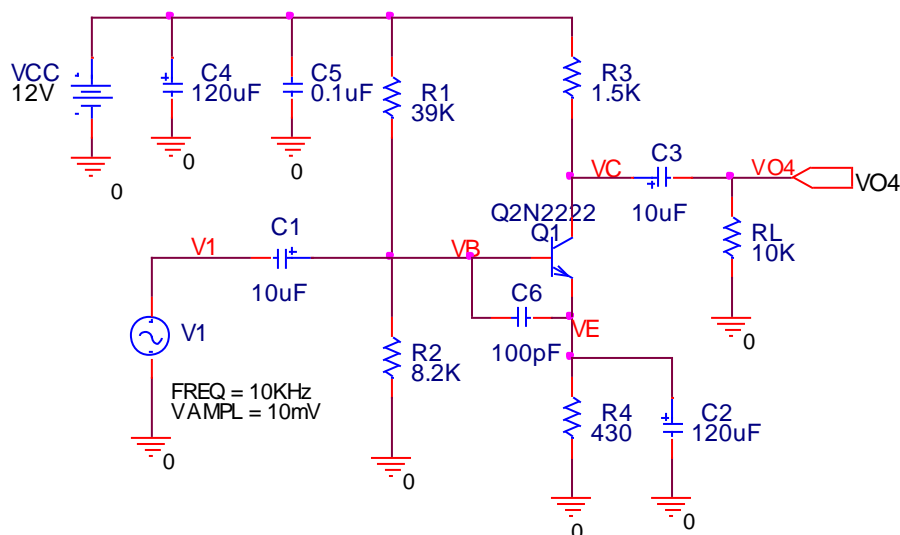 VCC
12V
0
C4
120uF
0
C5
0.1uF
0
R1
39K
R3
1.5K
VC
C3
10uF
VO4
VO4
RL
10K
0
Q2N2222
Q1
V1
C1
10uF
VB
C6
100pF
VE
V1
FREQ = 10KHz
VAMPL = 10mV
0
R2
8.2K
0
R4
430
0
C2
120uF
0